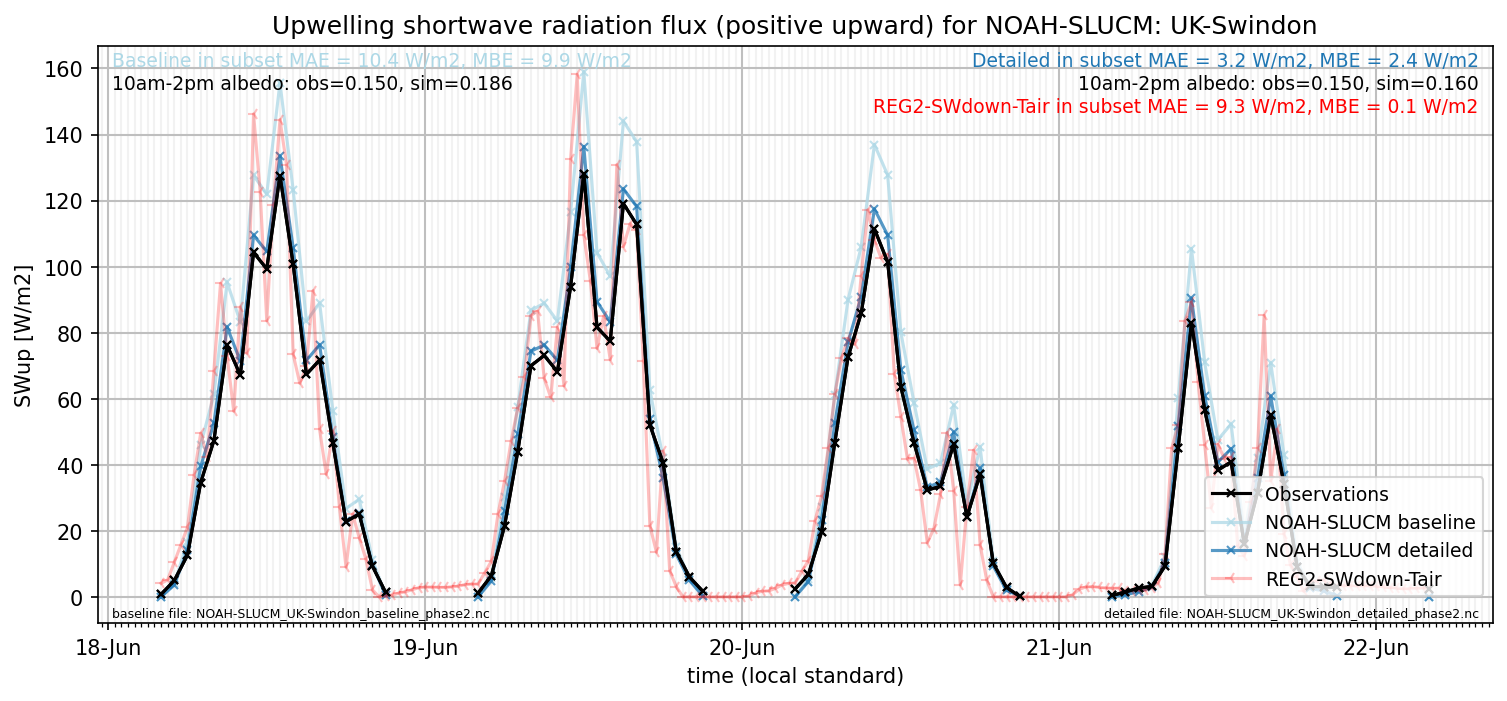 Upwelling shortwave radiation flux (positive upward) for NOAH-SLUCM: UK-Swindon
Baseline in subset MAE = 10.4 W/m2, MBE = 9.9 W/m2
10am-2pm albedo: obs=0.150, sim=0.186
Detailed in subset MAE = 3.2 W/m2, MBE = 2.4 W/m2
10am-2pm albedo: obs=0.150, sim=0.160
REG2-SWdown-Tair in subset MAE = 9.3 W/m2, MBE = 0.1 W/m2
SWup [W/m2]
160
140
120
100
80
60
40
20
0
Observations
NOAH-SLUCM baseline
NOAH-SLUCM detailed
REG2-SWdown-Tair
baseline file: NOAH-SLUCM_UK-Swindon_baseline_phase2.nc
detailed file: NOAH-SLUCM_UK-Swindon_detailed_phase2.nc
18-Jun
19-Jun
20-Jun
21-Jun
22-Jun
time (local standard)